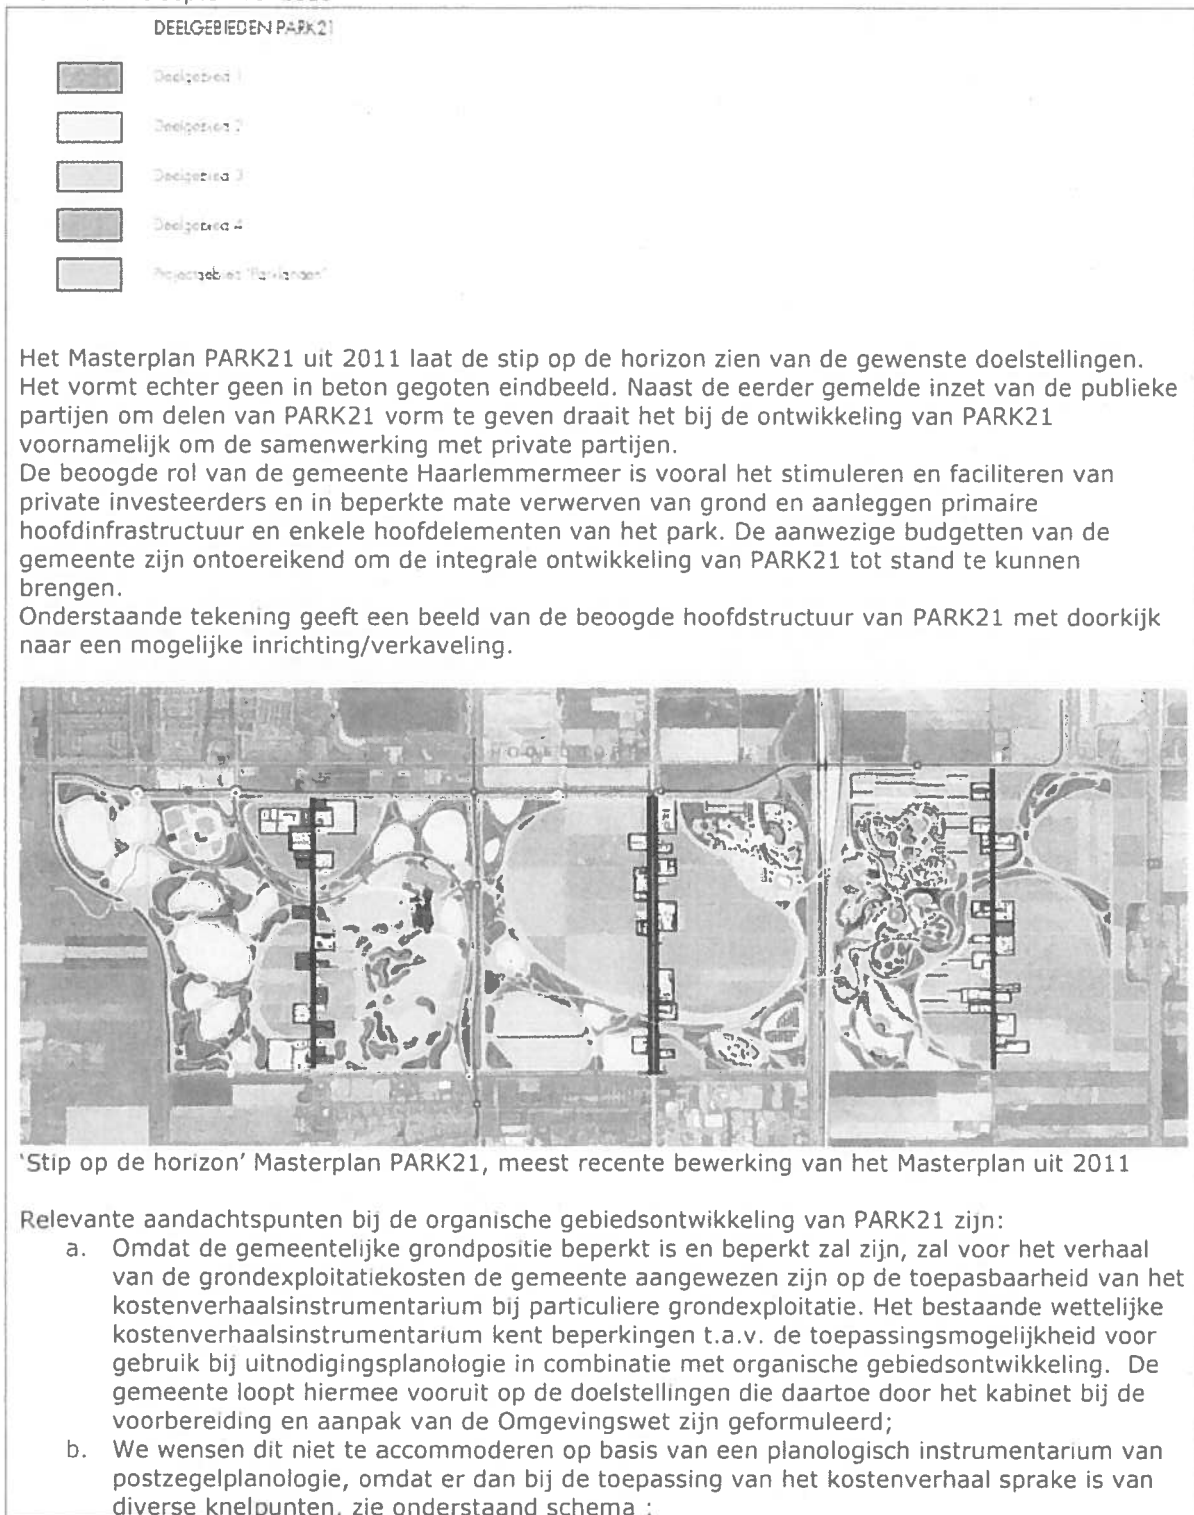 DEELGEBIEDEN PARK21
Deelgebied 1
Deelgebied 2
Deelgebied 3
Deelgebied 4
Projectgebied 'Parklanden'
Het Masterplan PARK21 uit 2011 laat de stip op de horizon zien van de gewenste doelstellingen.
Het vormt echter geen in beton gegoten eindbeeld. Naast de eerder gemelde inzet van de publieke
partijen om delen van PARK21 vorm te geven draait het bij de ontwikkeling van PARK21
voornamelijk om de samenwerking met private partijen.
De beoogde rol van de gemeente Haarlemmermeer is vooral het stimuleren en faciliteren van
private investeerders en in beperkte mate verwerven van grond en aanleggen primaire
hoofdinfrastructuur en enkele hoofdelementen van het park. De aanwezige budgetten van de
gemeente zijn ontoereikend om de integrale ontwikkeling van PARK21 tot stand te kunnen
brengen.
Onderstaande tekening geeft een beeld van de beoogde hoofdstructuur van PARK21 met doorkijk
naar een mogelijke inrichting/verkaveling.
'Stip op de horizon' Masterplan PARK21, meest recente bewerking van het Masterplan uit 2011
Relevante aandachtspunten bij de organische gebiedsontwikkeling van PARK21 zijn:
a. Omdat de gemeentelijke grondpositie beperkt is en beperkt zal zijn, zal voor het verhaal
van de grondexploitatiekosten de gemeente aangewezen zijn op de toepasbaarheid van het
kostenverhaalsinstrumentarium bij particuliere grondexploitatie. Het bestaande wettelijke
kostenverhaalsinstrumentarium kent beperkingen t.a.v. de toepassingsmogelijkheid voor
gebruik bij uitnodigingsplanologie in combinatie met organische gebiedsontwikkeling. De
gemeente loopt hiermee vooruit op de doelstellingen die daartoe door het kabinet bij de
voorbereiding en aanpak van de Omgevingswet zijn geformuleerd;
b. We wensen dit niet te accommoderen op basis van een planologisch instrumentarium van
postzegelplanologie, omdat er dan bij de toepassing van het kostenverhaal sprake is van
diverse knelpunten, zie onderstaand schema :